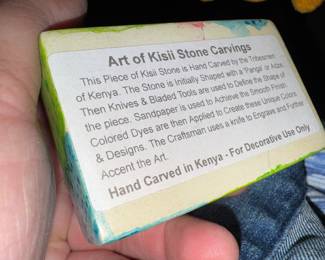 Art of Kisii Stone Carvings
This Piece of Kisii Stone is Hand Carved by the Tribesmen
of Kenya. The Stone is Initially Shaped with a 'Panga' or Adze.
Then Knives & Bladed Tools are used to Define the Shape of
the piece. Sandpaper is used to Achieve the Smooth Finish.
Colored Dyes are then Applied to Create these Unique Colors
& Designs. The Craftsman uses a knife to Engrave and Further
Accent the Art.
Hand Carved in Kenya - For Decorative Use Only